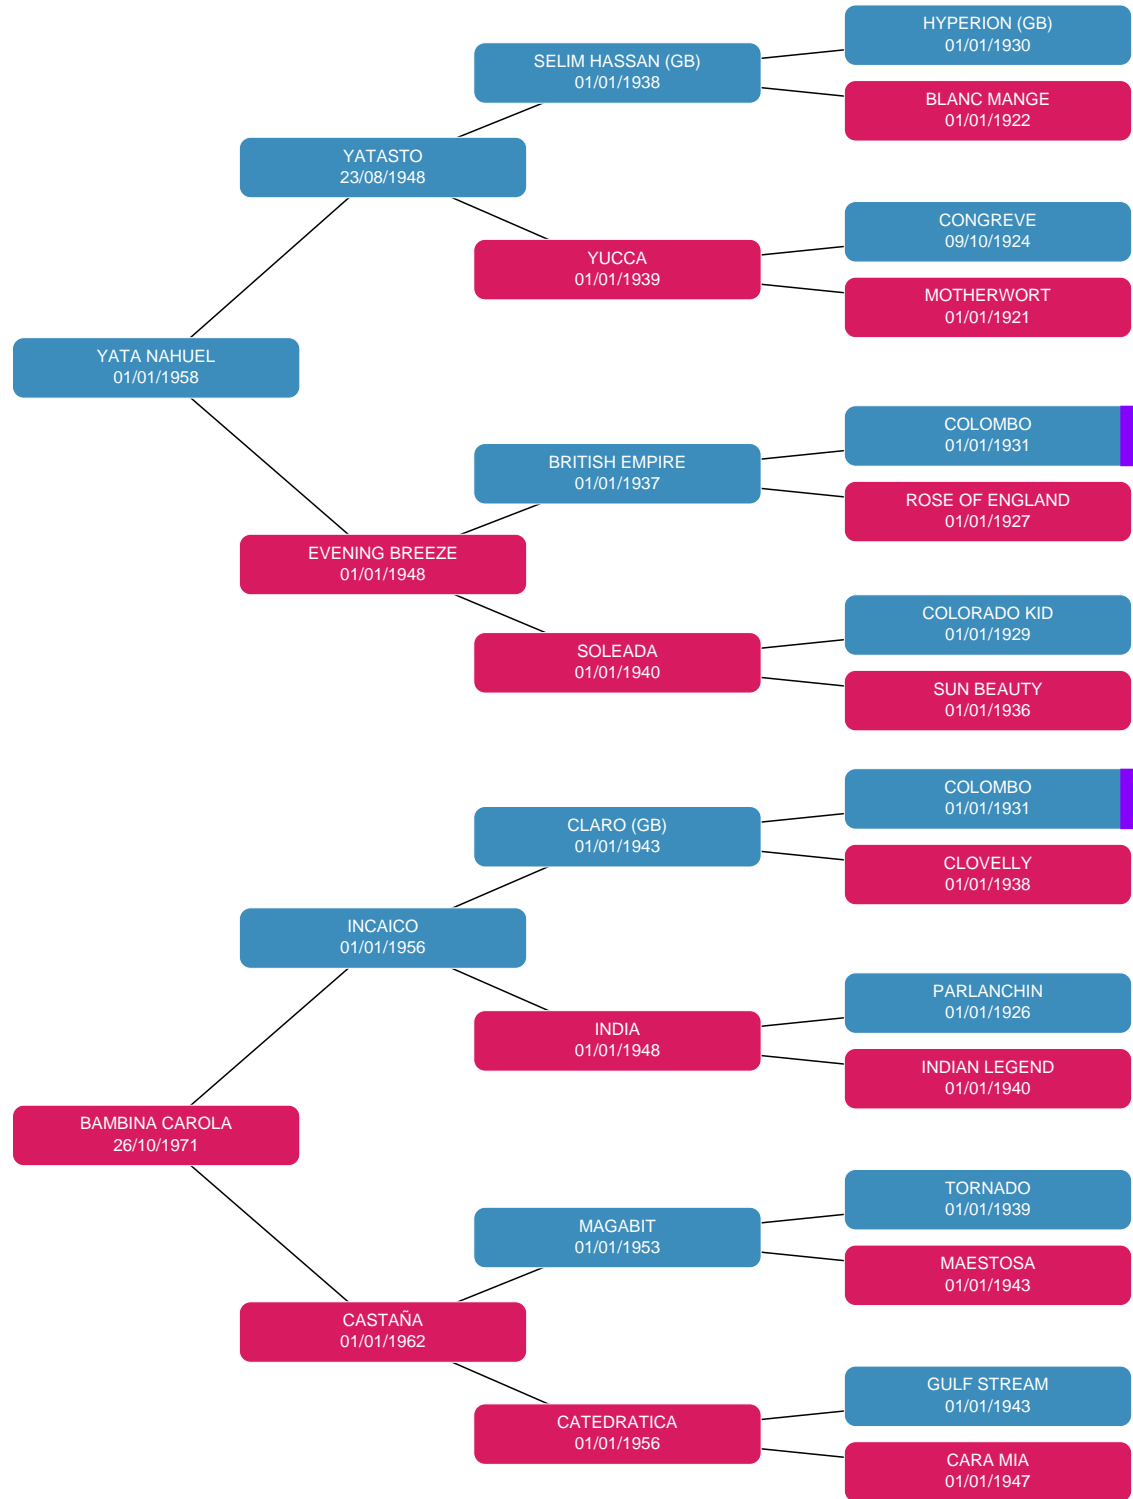 HYPERION (GB)
01/01/1930
SELIM HASSAN (GB)
01/01/1938
BLANC MANGE
01/01/1922
YATASTO
23/08/1948
CONGREVE
09/10/1924
YUCCA
01/01/1939
MOTHERWORT
01/01/1921
YATA NAHUEL
01/01/1958
COLOMBO
01/01/1931
BRITISH EMPIRE
01/01/1937
ROSE OF ENGLAND
01/01/1927
EVENING BREEZE
01/01/1948
COLORADO KID
01/01/1929
SOLEADA
01/01/1940
SUN BEAUTY
01/01/1936
COLOMBO
01/01/1931
CLARO (GB)
01/01/1943
CLOVELLY
01/01/1938
INCAICO
01/01/1956
PARLANCHIN
01/01/1926
INDIA
01/01/1948
INDIAN LEGEND
01/01/1940
BAMBINA CAROLA
26/10/1971
TORNADO
01/01/1939
MAGABIT
01/01/1953
MAESTOSA
01/01/1943
CASTAÑA
01/01/1962
GULF STREAM
01/01/1943
CATEDRATICA
01/01/1956
CARA MIA
01/01/1947